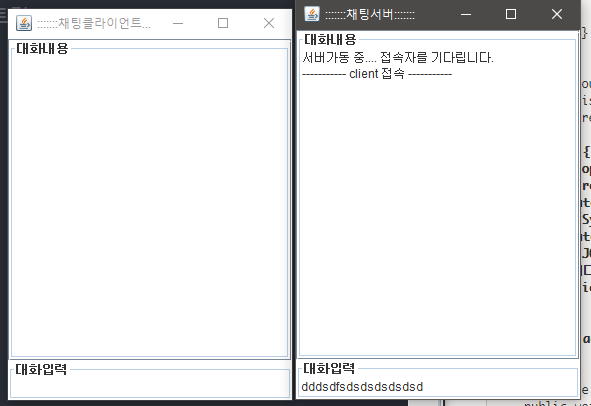 :::::::채팅클라이언트...
대화내용
대화입력
:::::::채팅서버:::::::
대화내용
서버가동 중.... 접속자를 기다립니다.
----------- client 접속 -----------
대화입력
dddsdfsdsdsdsdsdsd